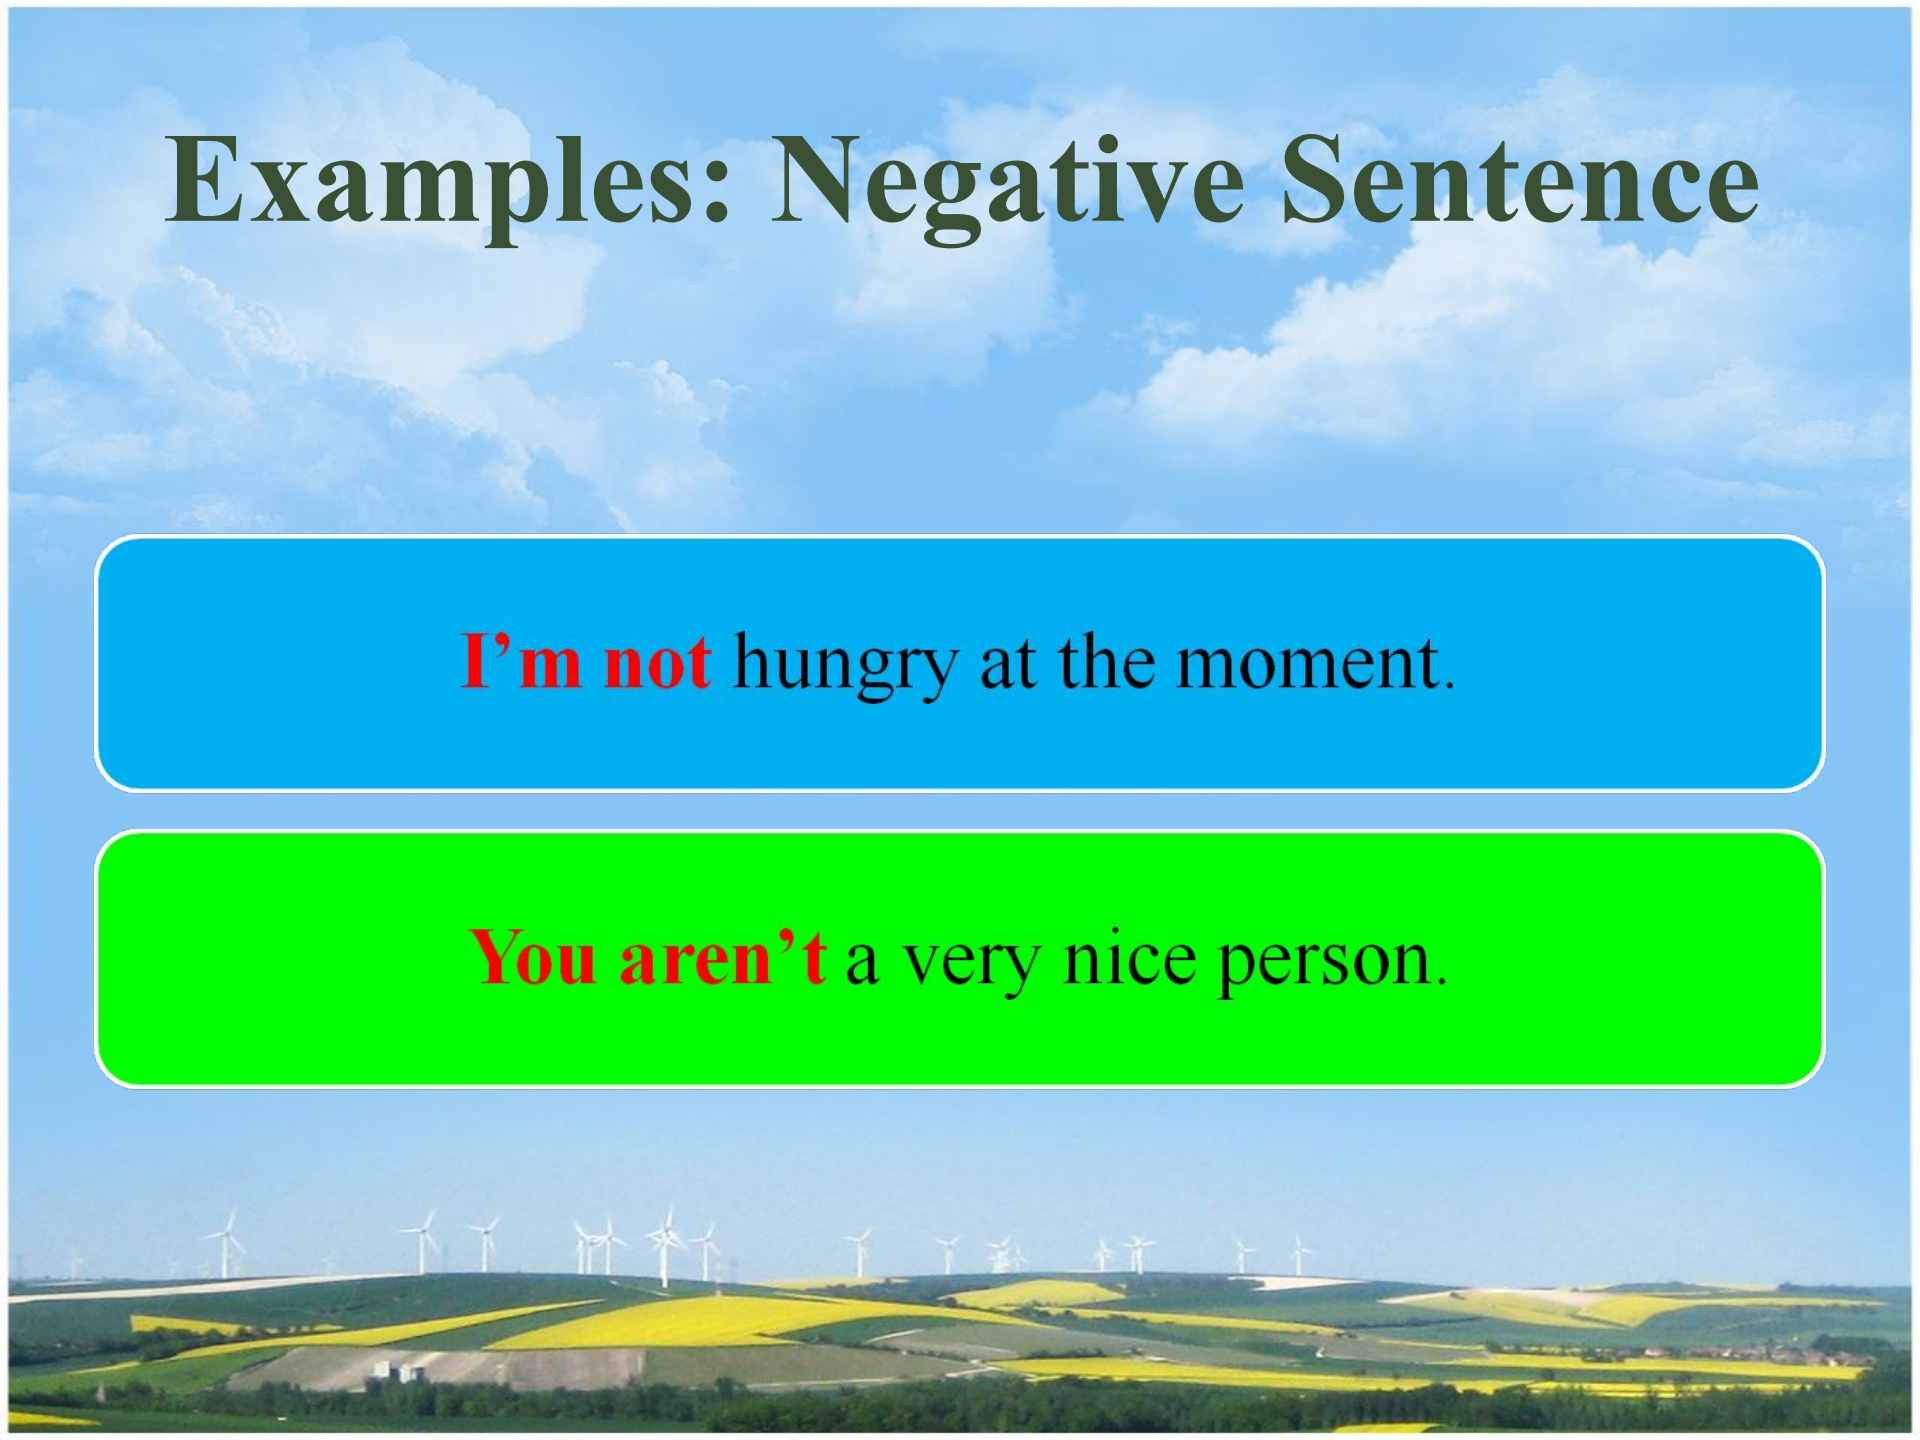 Examples: Negative Sentence
I’m not hungry at the moment.
You aren’t a very nice person.